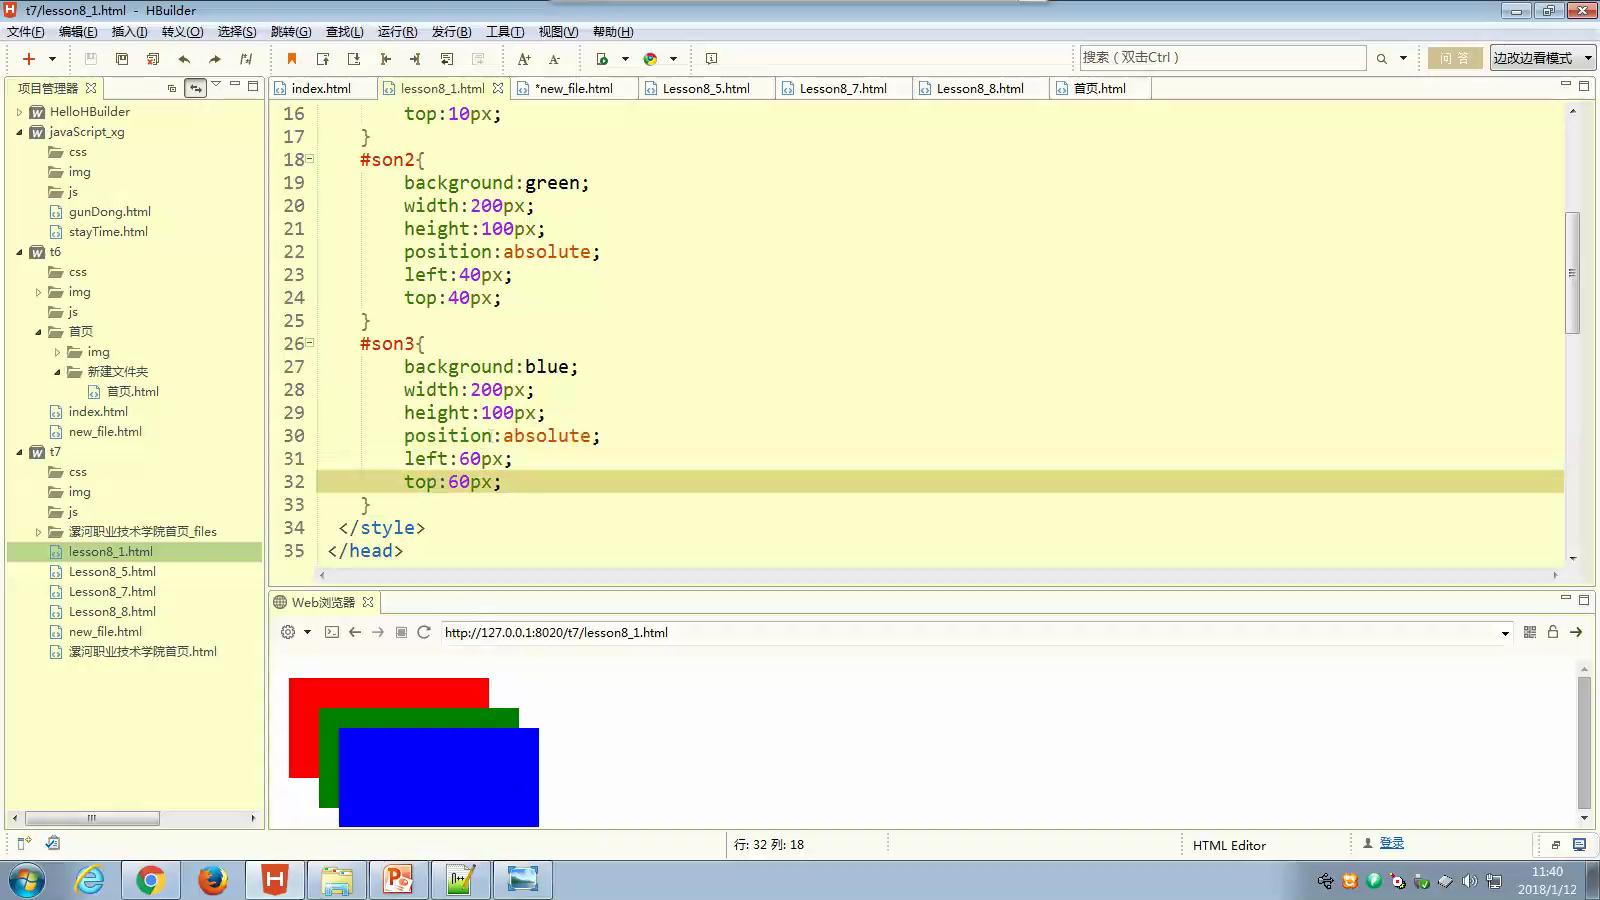 t7/lesson8_1.html - HBuilder
文件(F) 编辑(E) 插入(I) 转义(O) 选择(S) 跳转(G) 查找(L) 运行(R) 发行(B) 工具(T) 视图(V) 帮助(H)
搜索（双击Ctrl）
问 答
边改边看模式
项目管理器
index.html
lesson8_1.html
*new_file.html
Lesson8_5.html
Lesson8_7.html
Lesson8_8.html
首页.html
HelloHBuilder
javaScript_xg
css
img
js
gunDong.html
stayTime.html
t6
css
img
js
首页
img
新建文件夹
首页.html
index.html
new_file.html
t7
css
img
js
漯河职业技术学院首页_files
lesson8_1.html
Lesson8_5.html
Lesson8_7.html
Lesson8_8.html
new_file.html
漯河职业技术学院首页.html
16 top:10px;
17 }
18 #son2{
19 background:green;
20 width:200px;
21 height:100px;
22 position:absolute;
23 left:40px;
24 top:40px;
25 }
26 #son3{
27 background:blue;
28 width:200px;
29 height:100px;
30 position:absolute;
31 left:60px;
32 top:60px;
33 }
34 </style>
35 </head>
Web浏览器
http://127.0.0.1:8020/t7/lesson8_1.html
行: 32 列: 18
HTML Editor
登录
11:40
2018/1/12